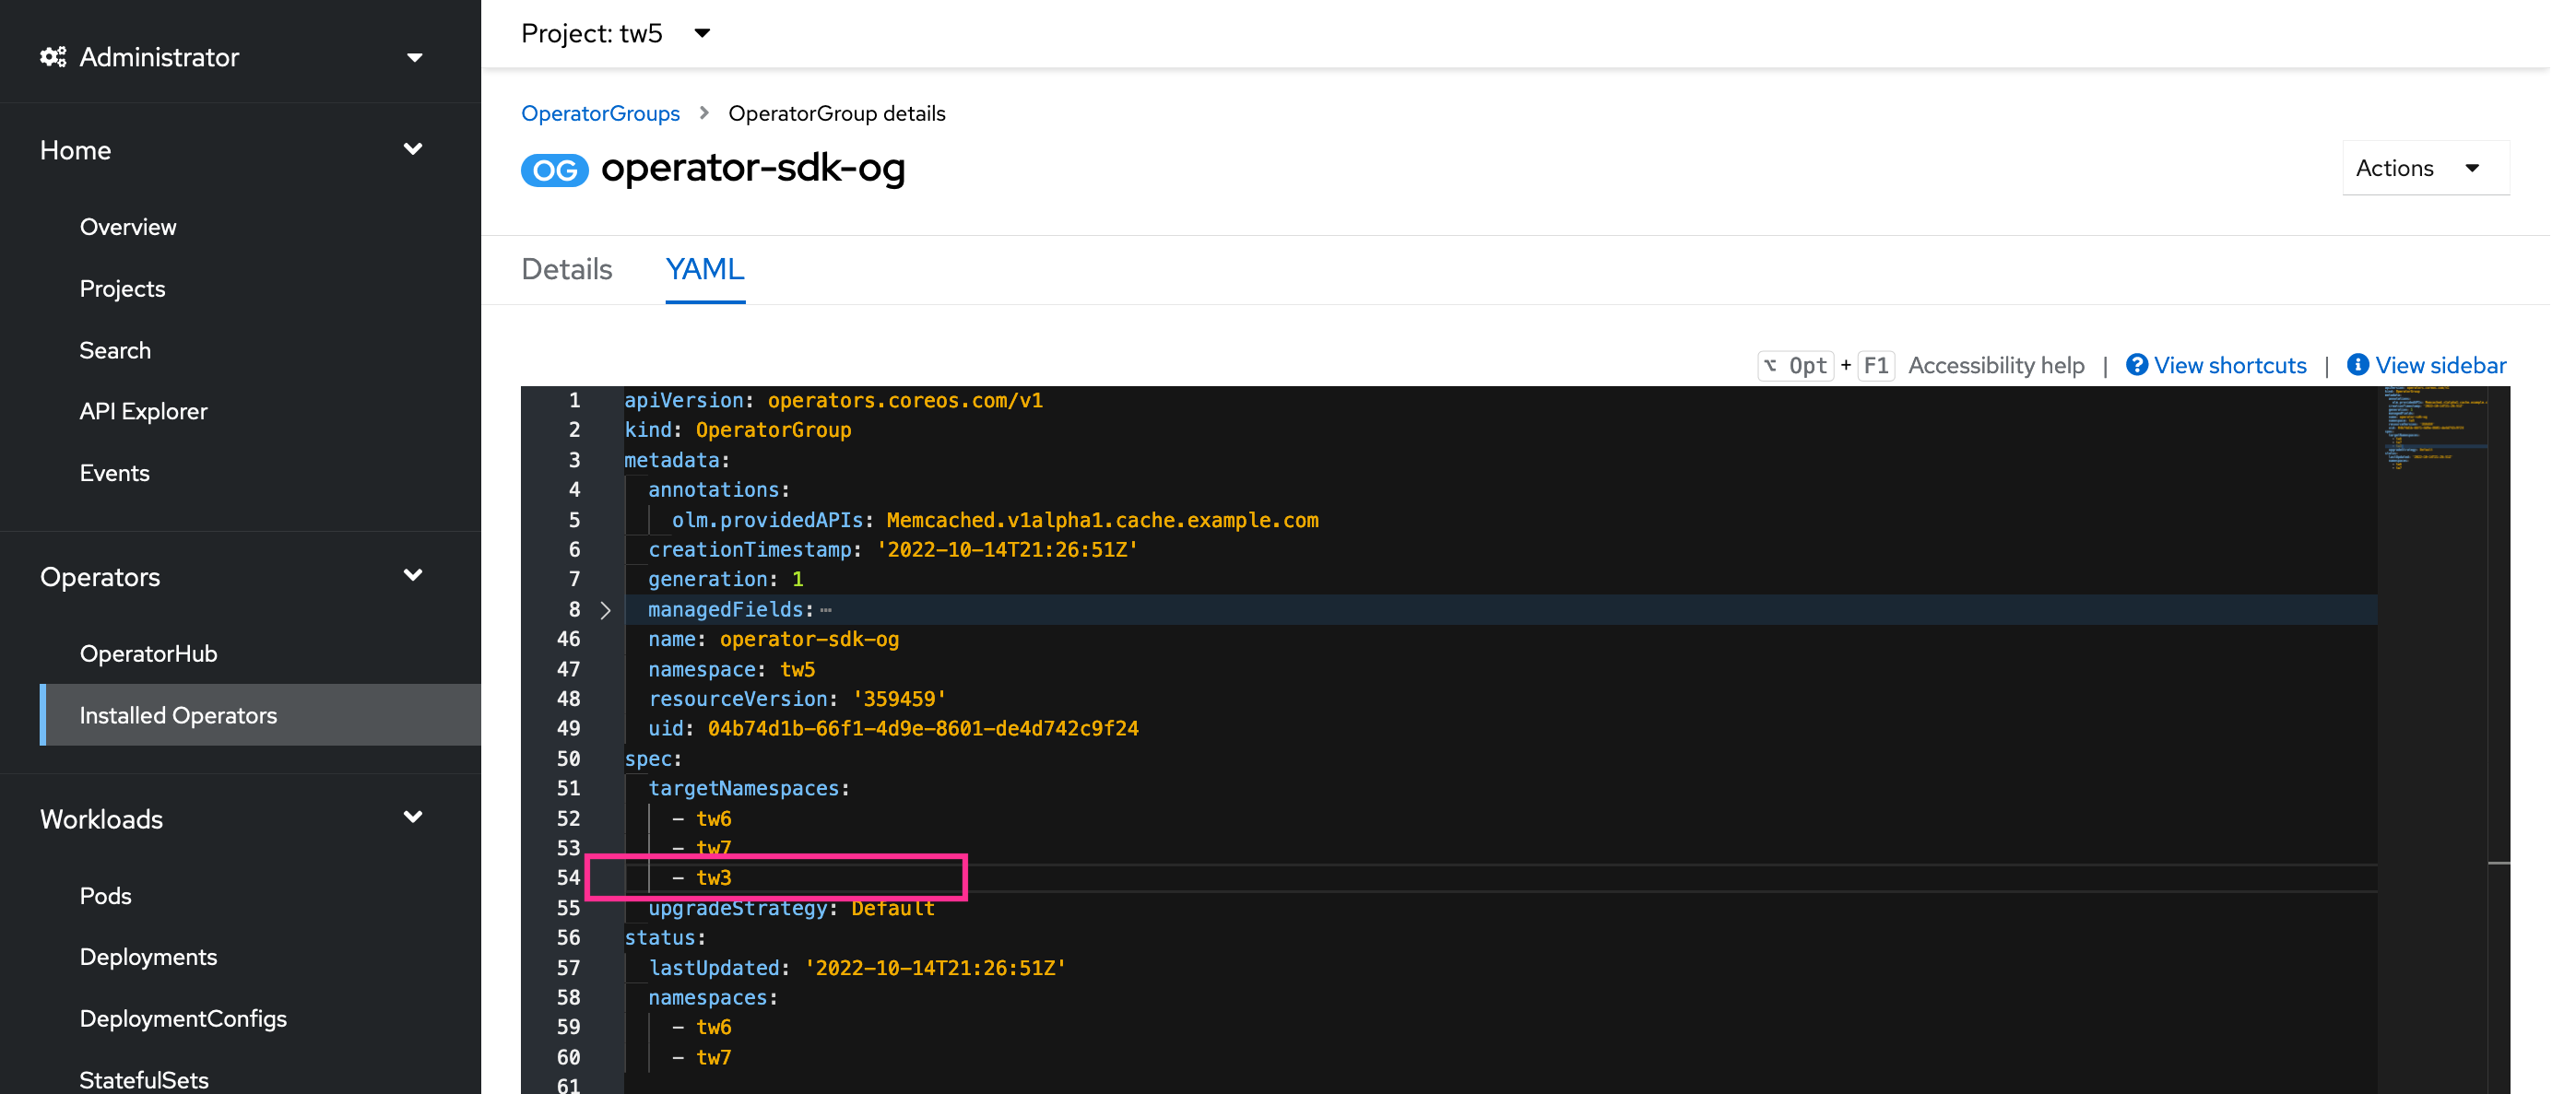 Administrator
Home
Overview
Projects
Search
API Explorer
Events
Operators
OperatorHub
Installed Operators
Workloads
Pods
Deployments
DeploymentConfigs
StatefulSets
Project: tw5
OperatorGroups > OperatorGroup details
OG operator-sdk-og
Actions
Details YAML
⌥ Opt + F1 Accessibility help | View shortcuts | View sidebar
1 apiVersion: operators.coreos.com/v1
2 kind: OperatorGroup
3 metadata:
4 annotations:
5 olm.providedAPIs: Memcached.v1alpha1.cache.example.com
6 creationTimestamp: '2022-10-14T21:26:51Z'
7 generation: 1
8 managedFields:⋯
46 name: operator-sdk-og
47 namespace: tw5
48 resourceVersion: '359459'
49 uid: 04b74d1b-66f1-4d9e-8601-de4d742c9f24
50 spec:
51 targetNamespaces:
52 - tw6
53 - tw7
54 - tw3
55 upgradeStrategy: Default
56 status:
57 lastUpdated: '2022-10-14T21:26:51Z'
58 namespaces:
59 - tw6
60 - tw7
61